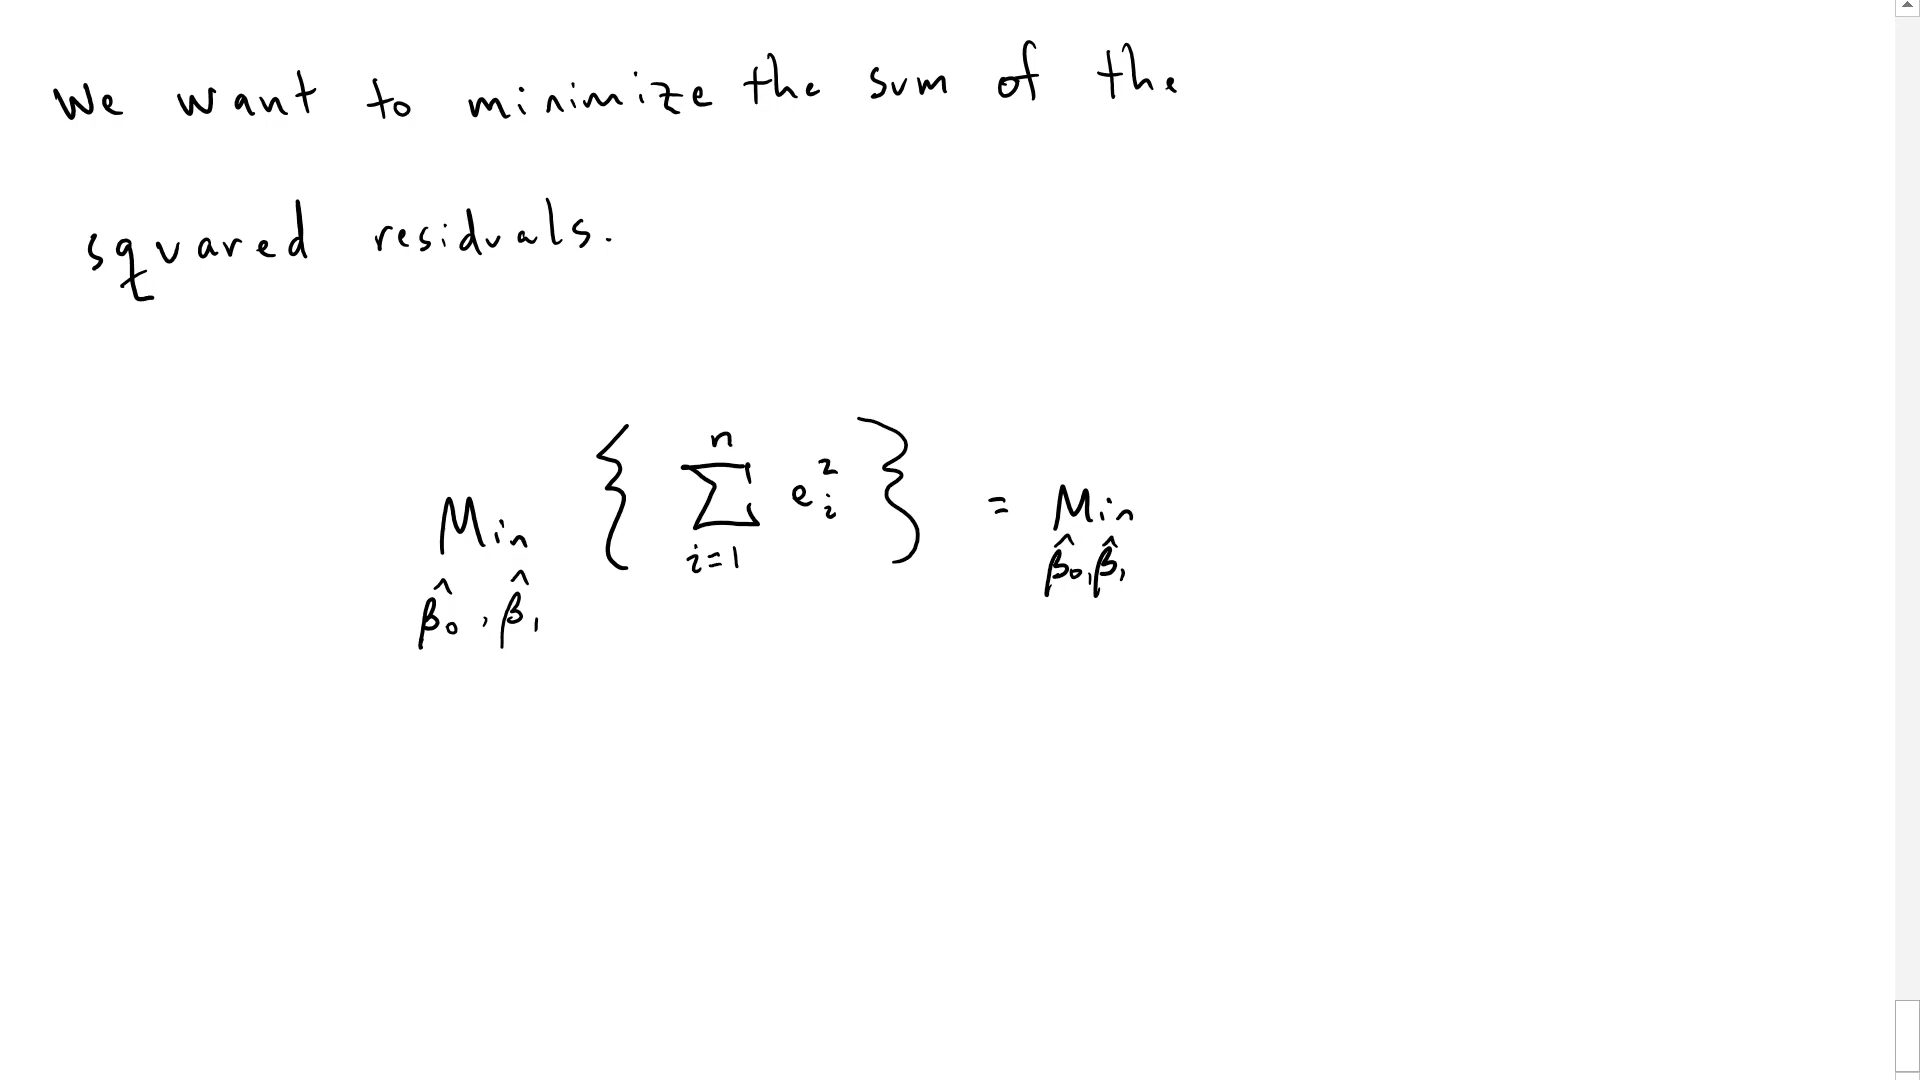 We want to minimize the sum of the
squared residuals.
Min { Σ e_i^2 } = Min
n
i=1
β̂0, β̂1
β̂0, β̂1